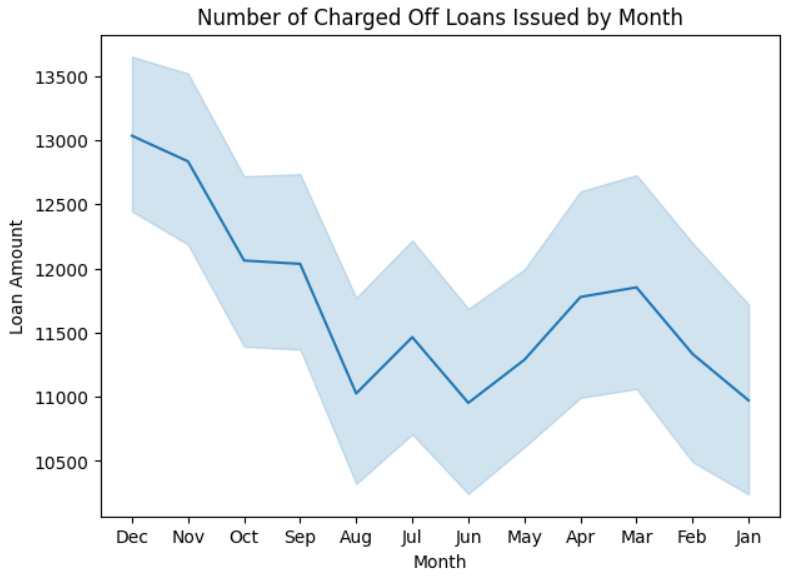 Number of Charged Off Loans Issued by Month
13500
13000
12500
12000
11500
11000
10500
Loan Amount
Dec Nov Oct Sep Aug Jul Jun May Apr Mar Feb Jan
Month